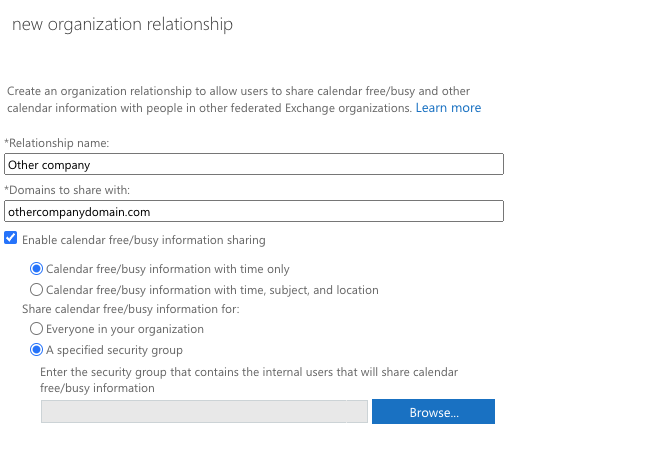 new organization relationship
Create an organization relationship to allow users to share calendar free/busy and other
calendar information with people in other federated Exchange organizations. Learn more
*Relationship name:
Other company
*Domains to share with:
othercompanydomain.com
Enable calendar free/busy information sharing
Calendar free/busy information with time only
Calendar free/busy information with time, subject, and location
Share calendar free/busy information for:
Everyone in your organization
A specified security group
Enter the security group that contains the internal users that will share calendar
free/busy information
Browse...